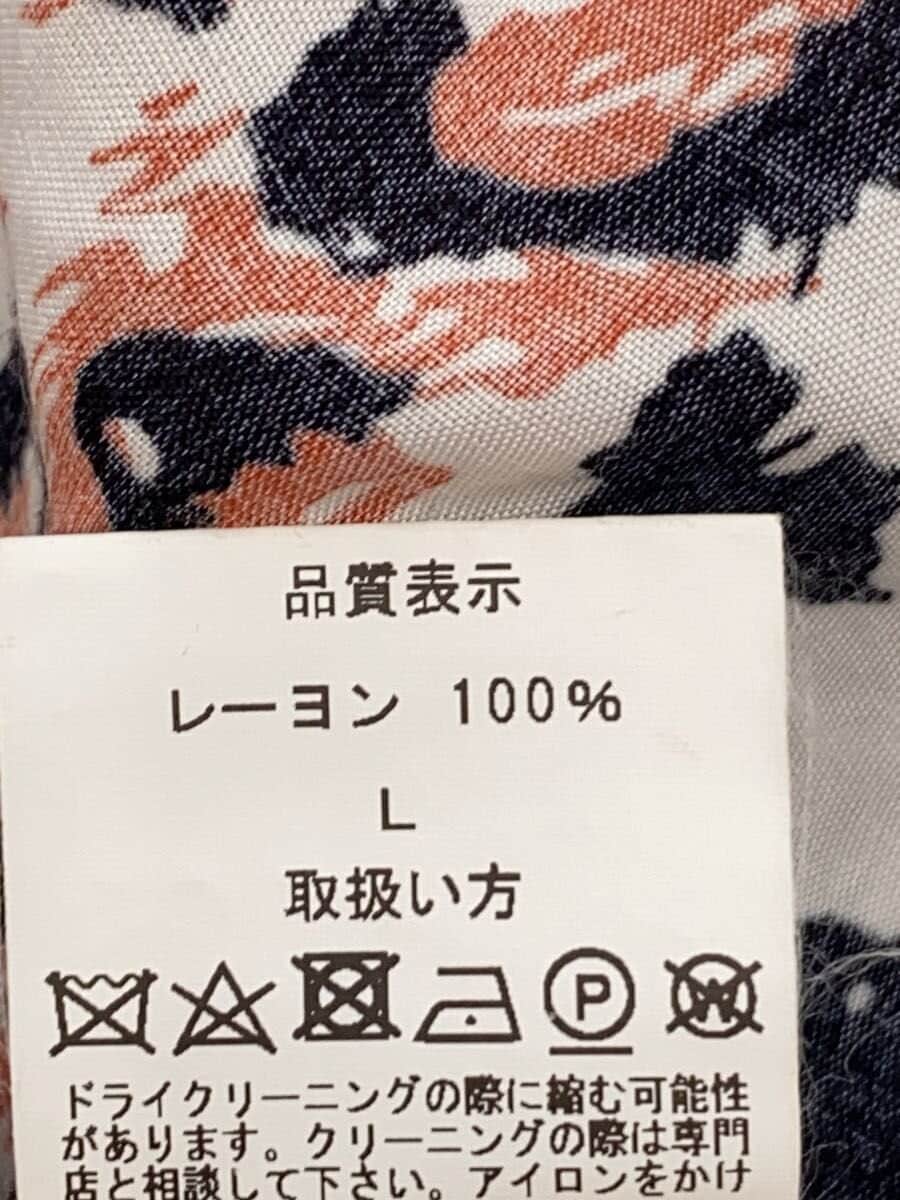 品質表示
レーヨン 100%
L
取扱い方
P W
ドライクリーニングの際に縮む可能性
があります。クリーニングの際は専門
店と相談して下さい。アイロンをかけ